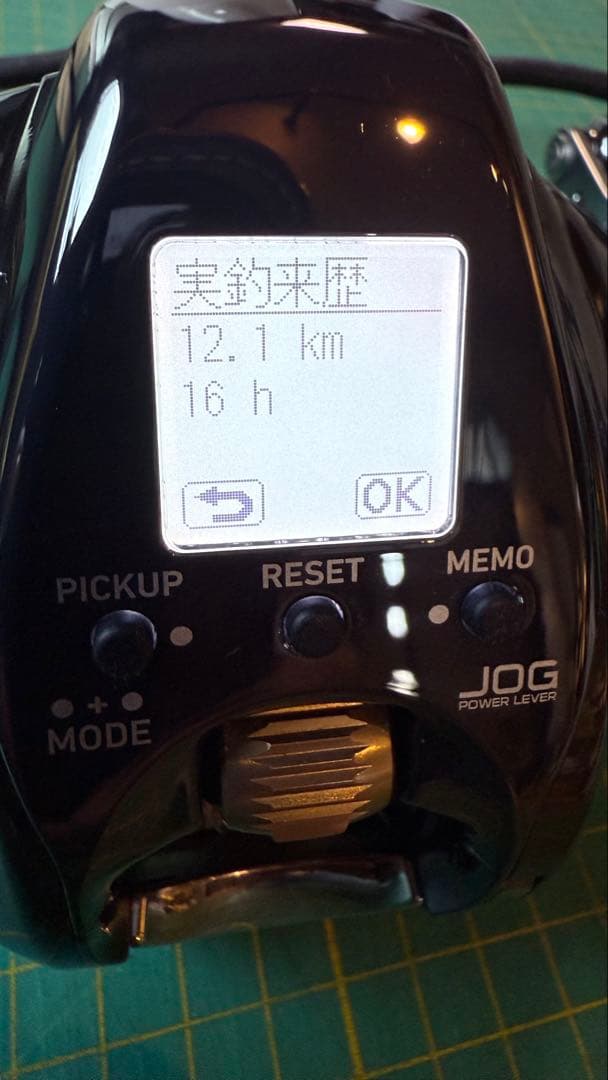 実釣来歴
12.1 km
16 h
OK
PICKUP
RESET
MEMO
+
MODE
JOG
POWER LEVER